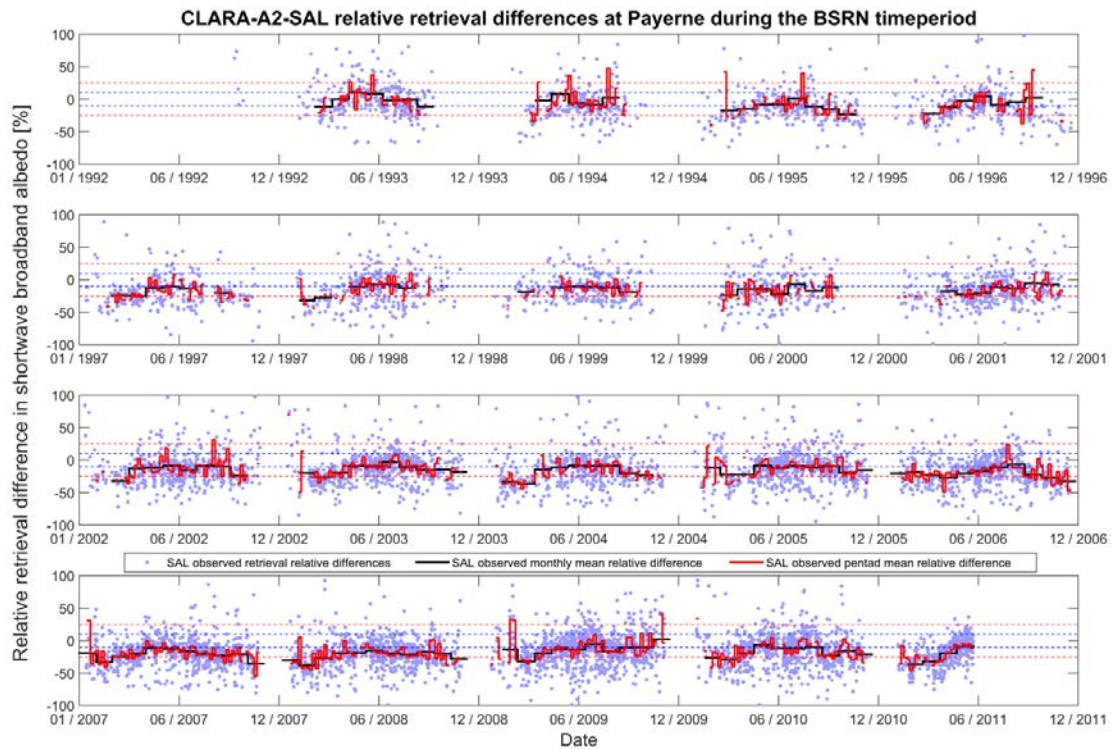 CLARA-A2-SAL relative retrieval differences at Payerne during the BSRN timeperiod
Relative retrieval difference in shortwave broadband albedo [%]
100
50
0
-50
-100
01 / 1992 06 / 1992 12 / 1992 06 / 1993 12 / 1993 06 / 1994 12 / 1994 06 / 1995 12 / 1995 06 / 1996 12 / 1996
100
50
0
-50
-100
01 / 1997 06 / 1997 12 / 1997 06 / 1998 12 / 1998 06 / 1999 12 / 1999 06 / 2000 12 / 2000 06 / 2001 12 / 2001
100
50
0
-50
-100
01 / 2002 06 / 2002 12 / 2002 06 / 2003 12 / 2003 06 / 2004 12 / 2004 06 / 2005 12 / 2005 06 / 2006 12 / 2006
SAL observed retrieval relative differences SAL observed monthly mean relative difference SAL observed pentad mean relative difference
100
50
0
-50
-100
01 / 2007 06 / 2007 12 / 2007 06 / 2008 12 / 2008 06 / 2009 12 / 2009 06 / 2010 12 / 2010 06 / 2011 12 / 2011
Date